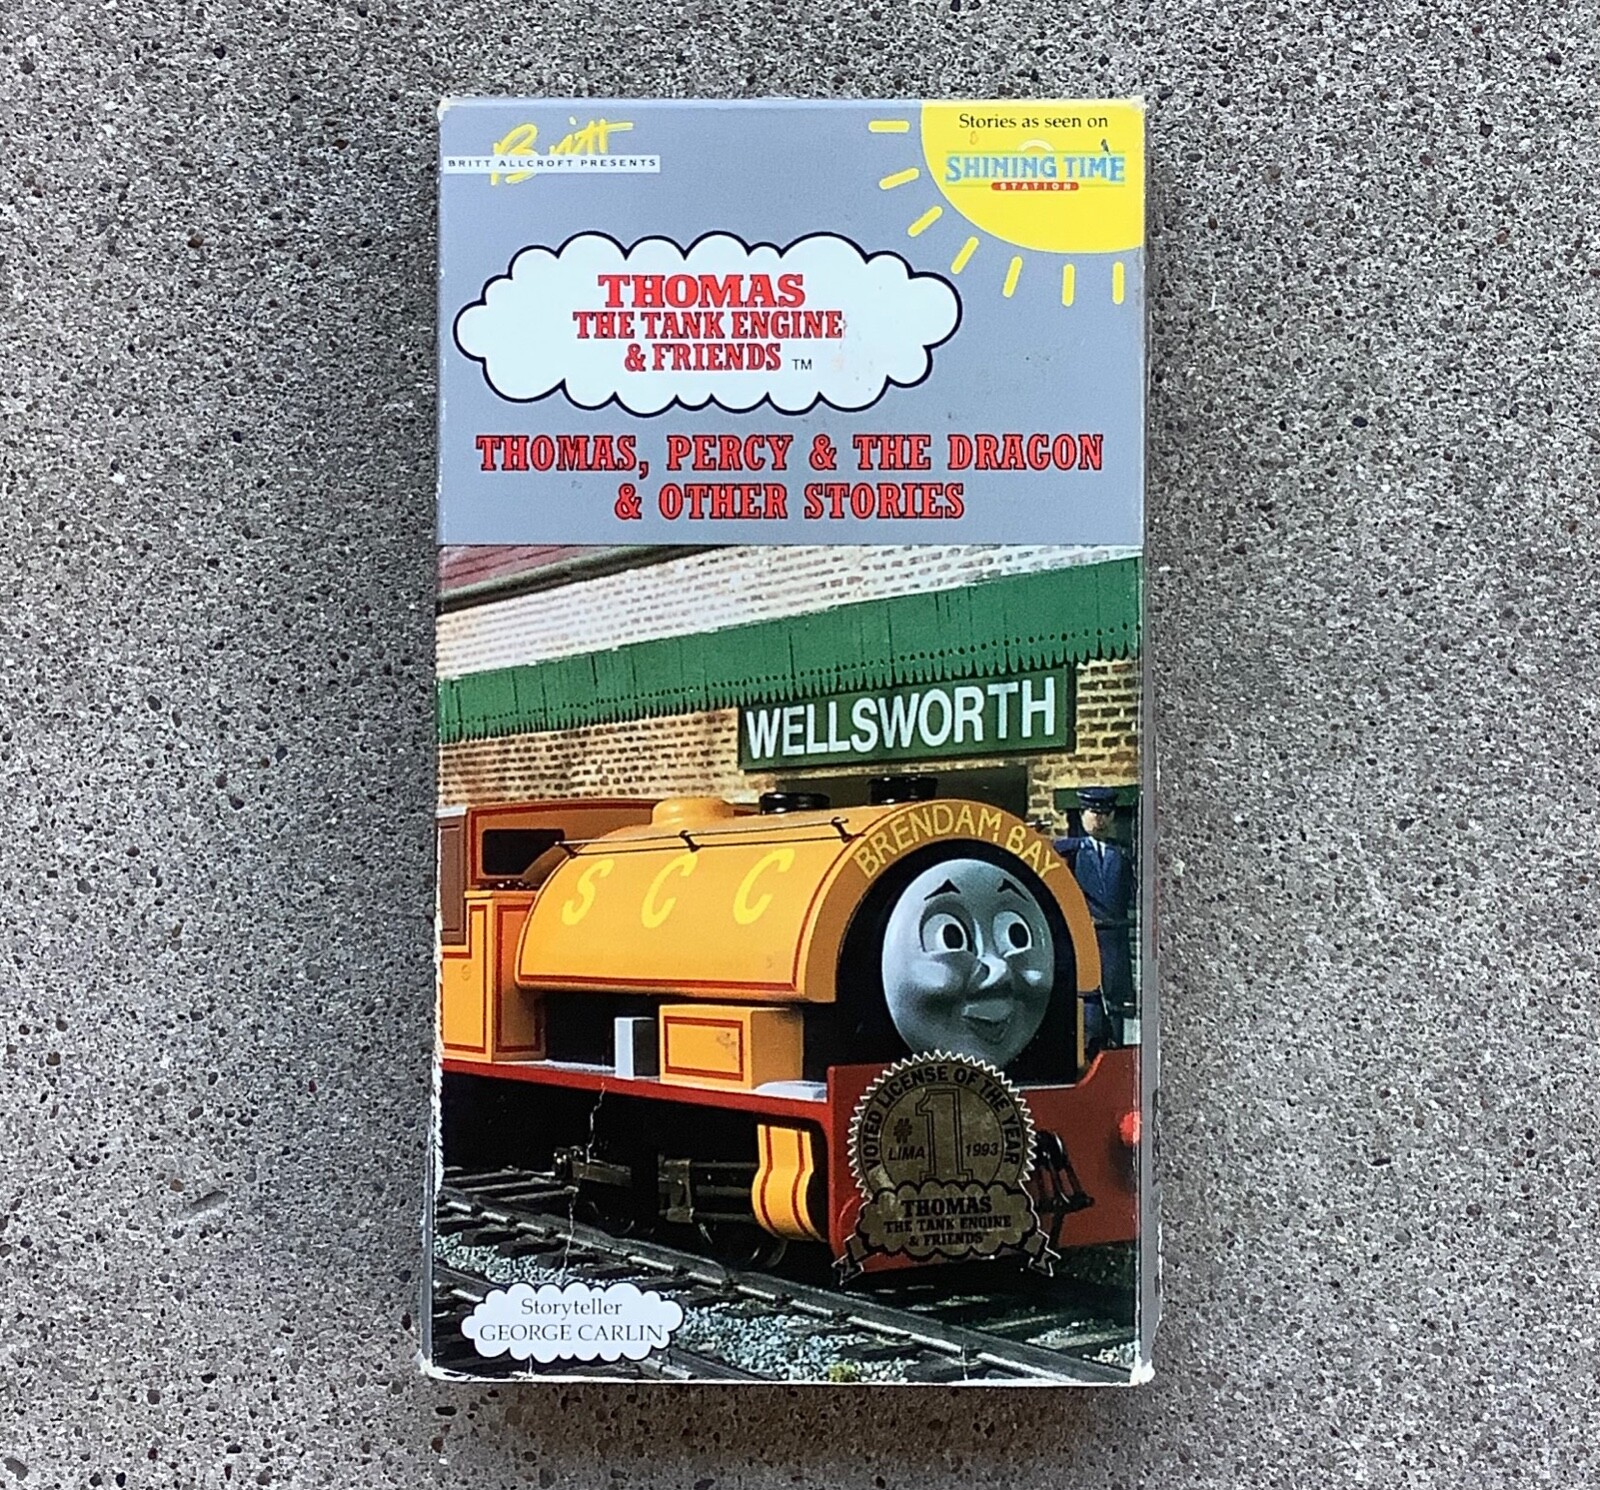 Britt
BRITT ALLCROFT PRESENTS
Stories as seen on
SHINING TIME
STATION
THOMAS
THE TANK ENGINE
& FRIENDS TM
THOMAS, PERCY & THE DRAGON
& OTHER STORIES
WELLSWORTH
BRENDAM BAY
S C C
VOTED LICENSE OF THE YEAR
#1
LIMA 1993
THOMAS
THE TANK ENGINE
& FRIENDS
Storyteller
GEORGE CARLIN